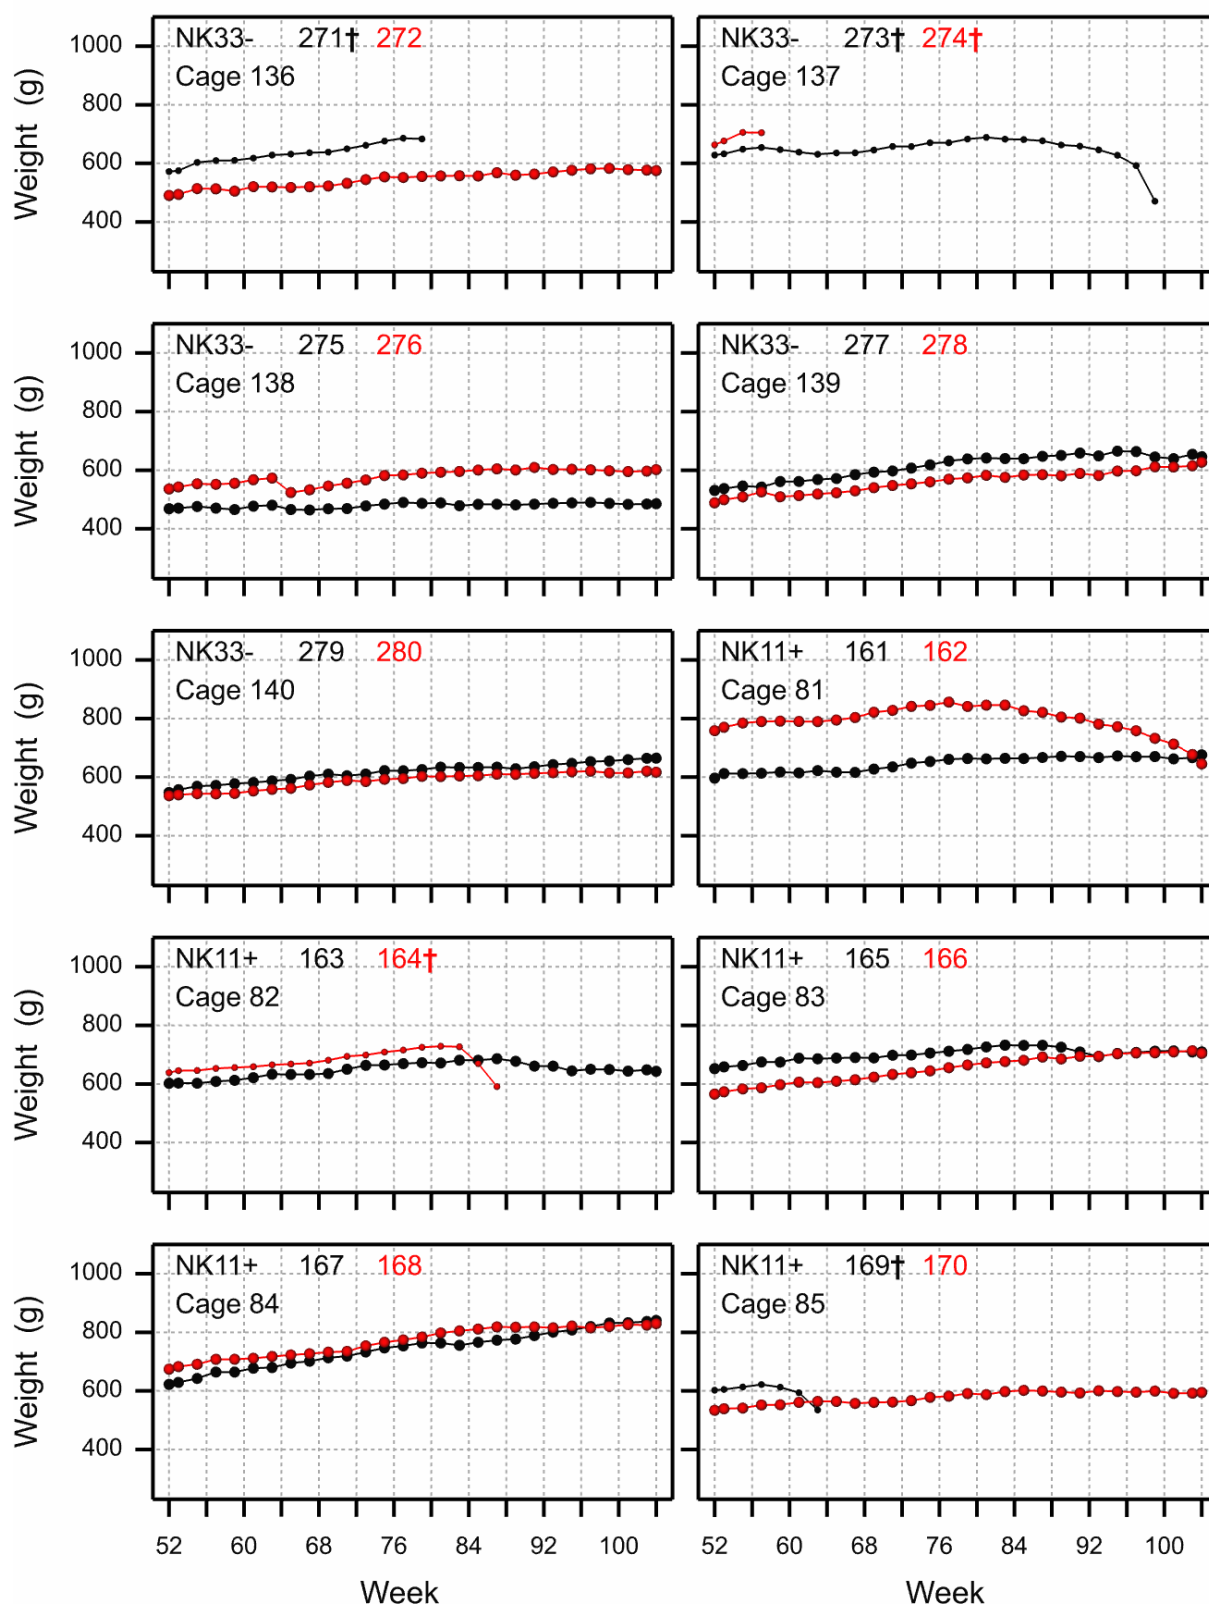 NK33- 271† 272
Cage 136
Weight (g)
1000
800
600
400
NK33- 273† 274†
Cage 137
NK33- 275 276
Cage 138
Weight (g)
1000
800
600
400
NK33- 277 278
Cage 139
NK33- 279 280
Cage 140
Weight (g)
1000
800
600
400
NK11+ 161 162
Cage 81
NK11+ 163 164†
Cage 82
Weight (g)
1000
800
600
400
NK11+ 165 166
Cage 83
NK11+ 167 168
Cage 84
Weight (g)
1000
800
600
400
NK11+ 169† 170
Cage 85
52 60 68 76 84 92 100
Week
52 60 68 76 84 92 100
Week